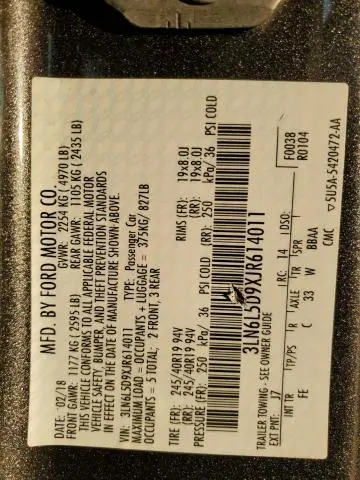 MFD. BY FORD MOTOR CO.
DATE: 02/18 GVWR: 2254 KG ( 4970 LB)
FRONT GAWR: 1177 KG ( 2595 LB) REAR GAWR: 1105 KG ( 2435 LB)
THIS VEHICLE CONFORMS TO ALL APPLICABLE FEDERAL MOTOR
VEHICLE SAFETY, BUMPER, AND THEFT PREVENTION STANDARDS
IN EFFECT ON THE DATE OF MANUFACTURE SHOWN ABOVE.
VIN: 3LN6L5D9XJR614011 TYPE: Passenger Car
MAXIMUM LOAD = OCCUPANTS + LUGGAGE = 375KG/ 827LB
OCCUPANTS = 5 TOTAL: 2 FRONT, 3 REAR
TIRE (FR): 245/40R19 94V RIMS (FR): 19x8.0J
TIRE (RR): 245/40R19 94V RIMS (RR): 19x8.0J
PRESSURE (FR): 250 kPa/ 36 PSI COLD (RR): 250 kPa/ 36 PSI COLD
3LN6L5D9XJR614011
TRAILER TOWING - SEE OWNER GUIDE F0038
R0104
EXT PNT: J7 RC: 14 DSO:
INT TR TP/PS R AXLE TR SPR
FE C 33 W BBAA
CMC 5U5A-5420472-AA